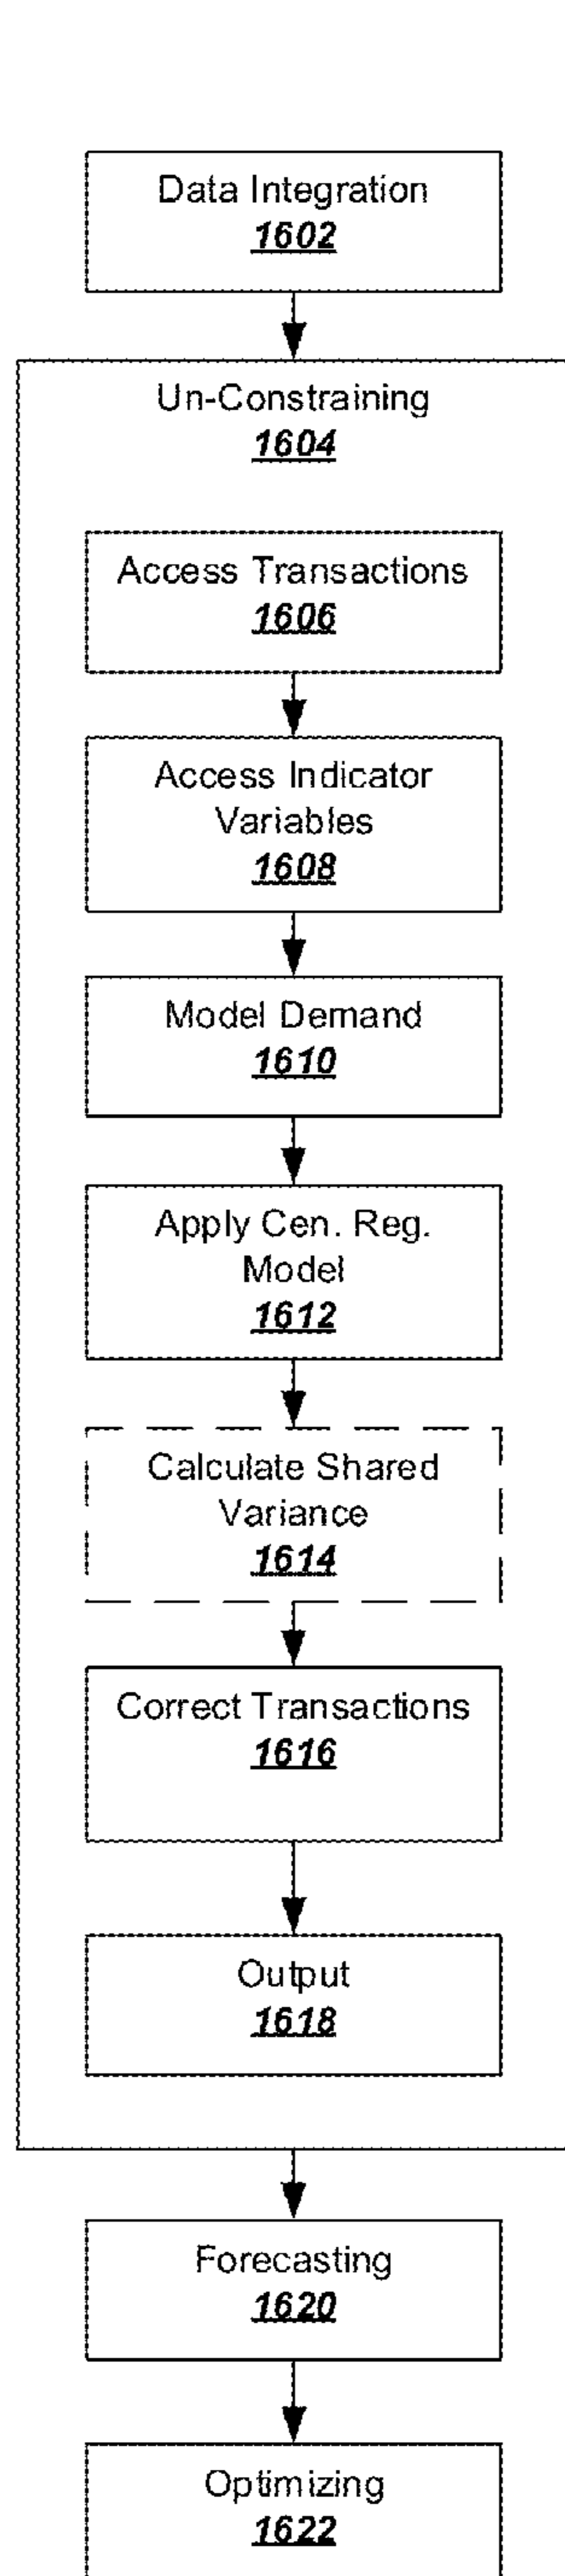 Data Integration
1602
Un-Constraining
1604
Access Transactions
1606
Access Indicator
Variables
1608
Model Demand
1610
Apply Cen. Reg.
Model
1612
Calculate Shared
Variance
1614
Correct Transactions
1616
Output
1618
Forecasting
1620
Optimizing
1622